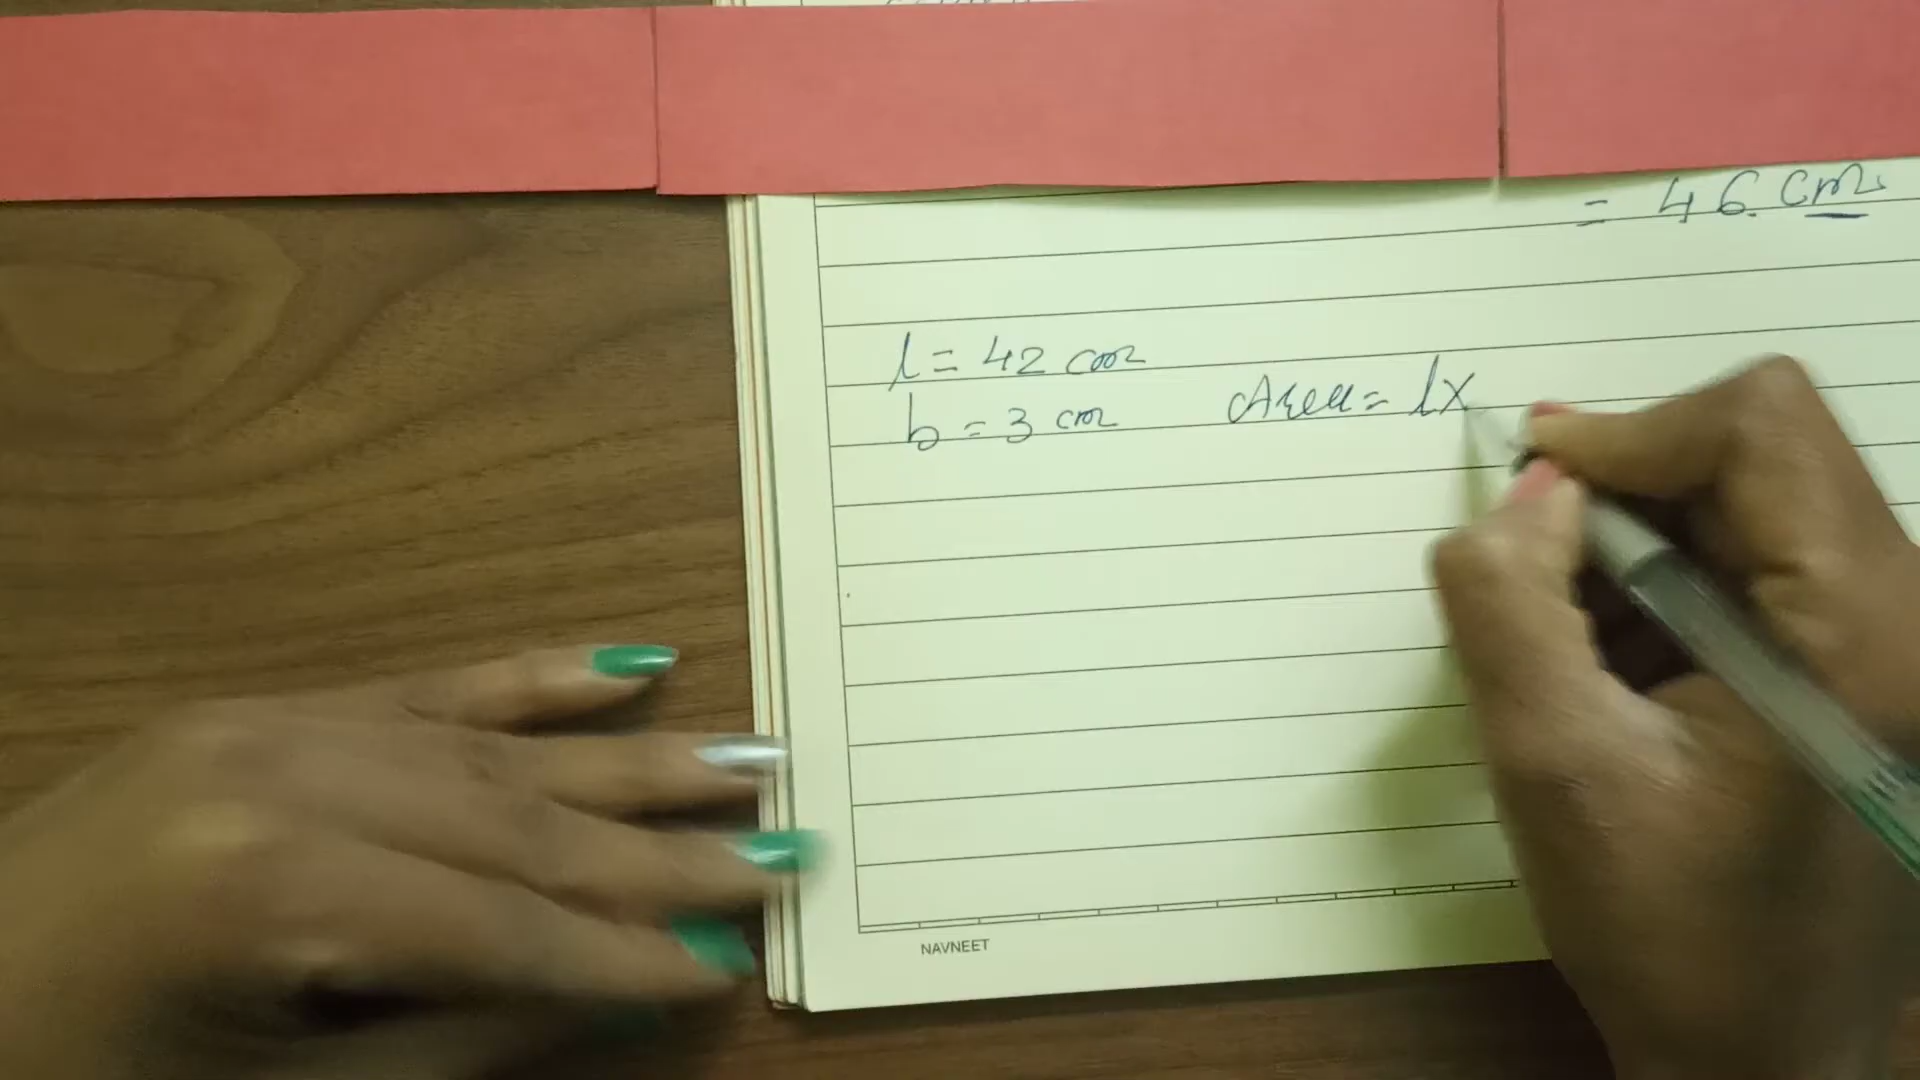 = 46 cm
l = 42 cm
b = 3 cm
Area = l×
NAVNEET